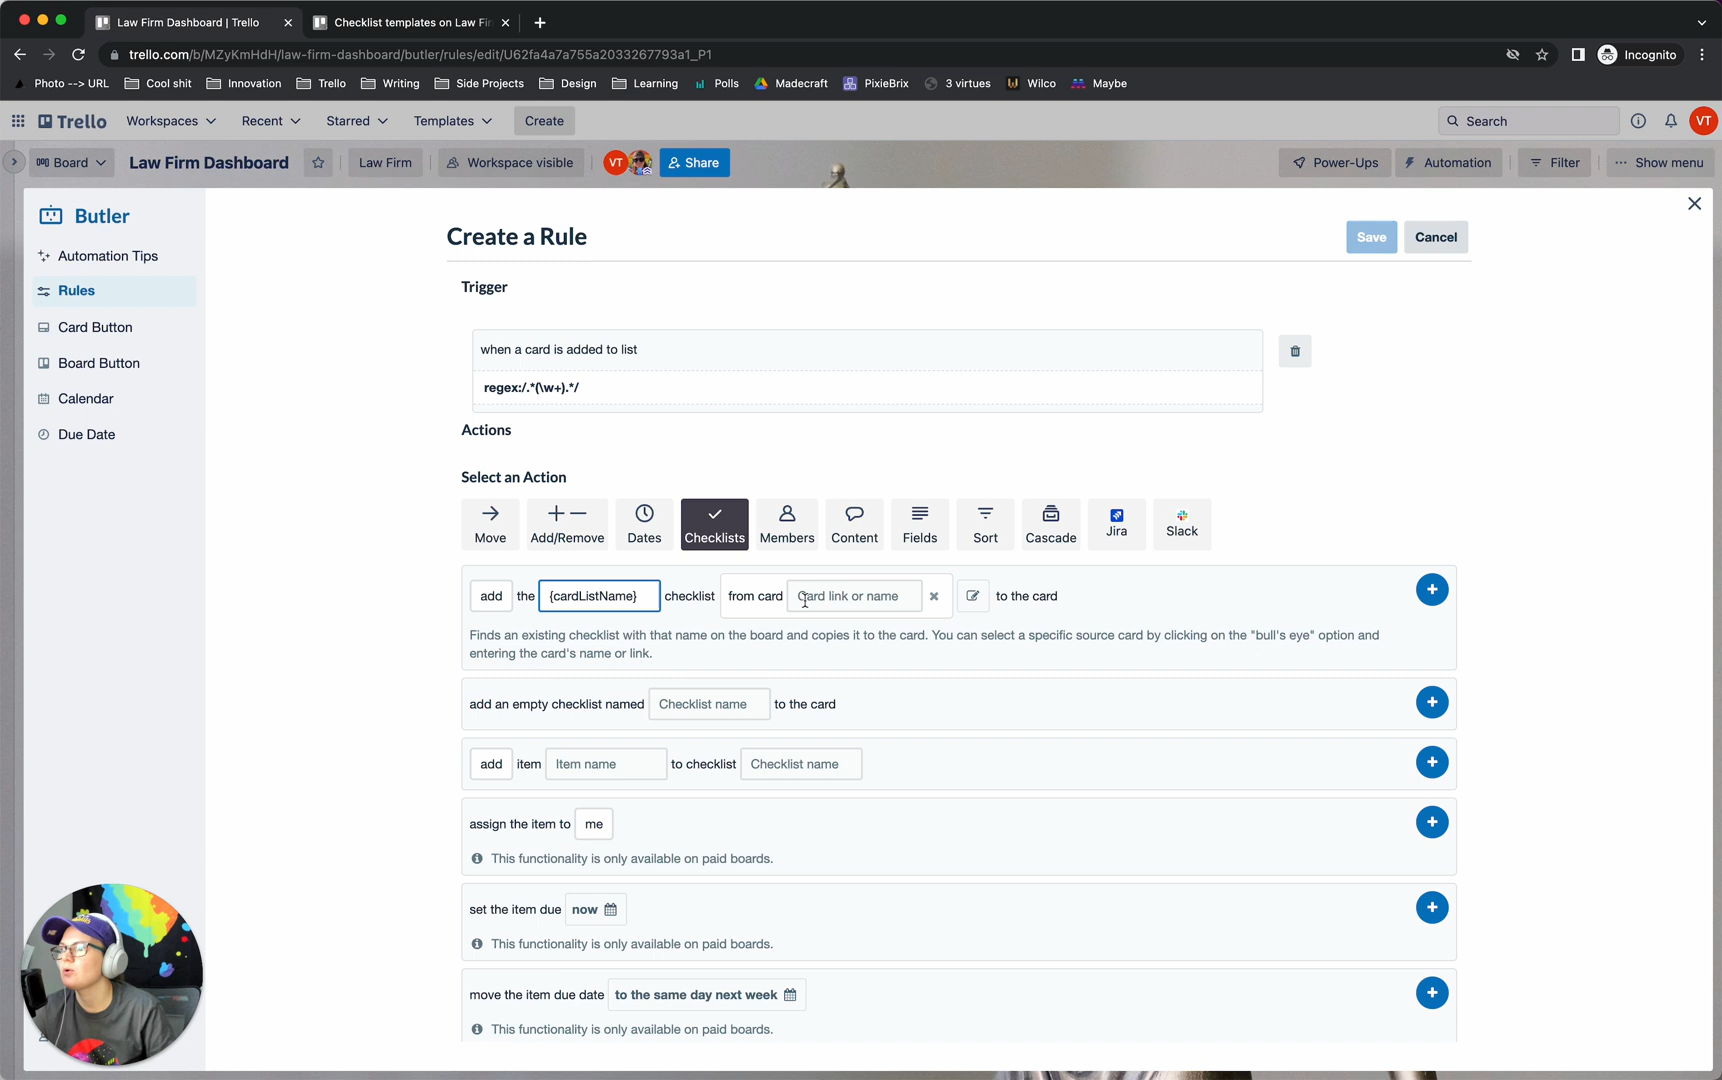 Law Firm Dashboard | Trello
Checklist templates on Law Fir
trello.com/b/MZyKmHdH/law-firm-dashboard/butler/rules/edit/U62fa4a7a755a2033267793a1_P1
Incognito
Photo --> URL
Cool shit
Innovation
Trello
Writing
Side Projects
Design
Learning
Polls
Madecraft
PixieBrix
3 virtues
Wilco
Maybe
Trello
Workspaces
Recent
Starred
Templates
Create
Search
VT
Board
Law Firm Dashboard
Law Firm
Workspace visible
VT
Share
Power-Ups
Automation
Filter
Show menu
Butler
Automation Tips
Rules
Card Button
Board Button
Calendar
Due Date
Create a Rule
Save
Cancel
Trigger
when a card is added to list
regex:/.*(\w+).*/
Actions
Select an Action
Move
Add/Remove
Dates
Checklists
Members
Content
Fields
Sort
Cascade
Jira
Slack
add the {cardListName} checklist from card Card link or name to the card
Finds an existing checklist with that name on the board and copies it to the card. You can select a specific source card by clicking on the "bull's eye" option and
entering the card's name or link.
add an empty checklist named Checklist name to the card
add item Item name to checklist Checklist name
assign the item to me
This functionality is only available on paid boards.
set the item due now
This functionality is only available on paid boards.
move the item due date to the same day next week
This functionality is only available on paid boards.